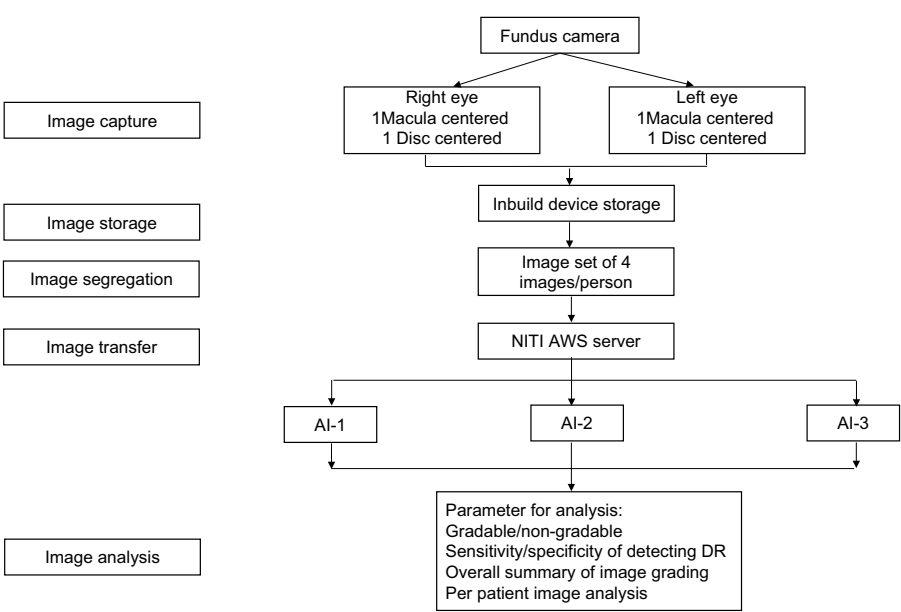 Fundus camera
Image capture
Right eye
1Macula centered
1 Disc centered
Left eye
1Macula centered
1 Disc centered
Image storage
Inbuild device storage
Image segregation
Image set of 4
images/person
Image transfer
NITI AWS server
AI-1
AI-2
AI-3
Image analysis
Parameter for analysis:
Gradable/non-gradable
Sensitivity/specificity of detecting DR
Overall summary of image grading
Per patient image analysis